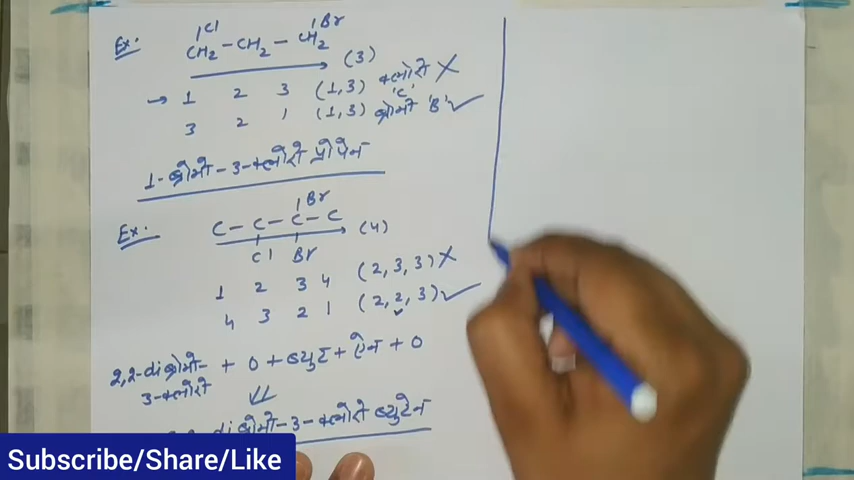 Ex:
Cl Br
CH₂ – CH₂ – CH₂
(3)
→ 1 2 3 (1,3) क्लोरो 'C' ✗
3 2 1 (1,3) ब्रोमो 'B' ✓
1-ब्रोमो-3-क्लोरो प्रोपेन
Ex:
Br
C – C – C – C (4)
Cl Br
1 2 3 4 (2,3,3) ✗
4 3 2 1 (2,2,3) ✓
2,2-diब्रोमो- + 0 + ब्युट + ऐन + 0
3-क्लोरो
di ब्रोमो-3-क्लोरो ब्युटेन
Subscribe/Share/Like